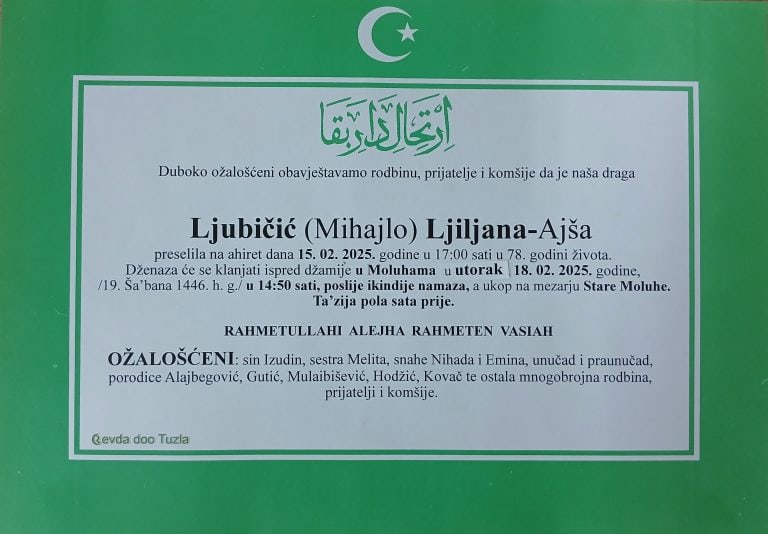 ارتحال دار بقا
Duboko ožalošćeni obavještavamo rodbinu, prijatelje i komšije da je naša draga
Ljubičić (Mihajlo) Ljiljana-Ajša
preselila na ahiret dana 15. 02. 2025. godine u 17:00 sati u 78. godini života.
Dženaza će se klanjati ispred džamije u Moluhama u utorak 18. 02. 2025. godine,
/19. Ša'bana 1446. h. g./ u 14:50 sati, poslije ikindije namaza, a ukop na mezarju Stare Moluhe.
Ta'zija pola sata prije.
RAHMETULLAHI ALEJHA RAHMETEN VASIAH
OŽALOŠĆENI: sin Izudin, sestra Melita, snahe Nihada i Emina, unučad i praunučad,
porodice Alajbegović, Gutić, Mulaibišević, Hodžić, Kovač te ostala mnogobrojna rodbina,
prijatelji i komšije.
evda doo Tuzla